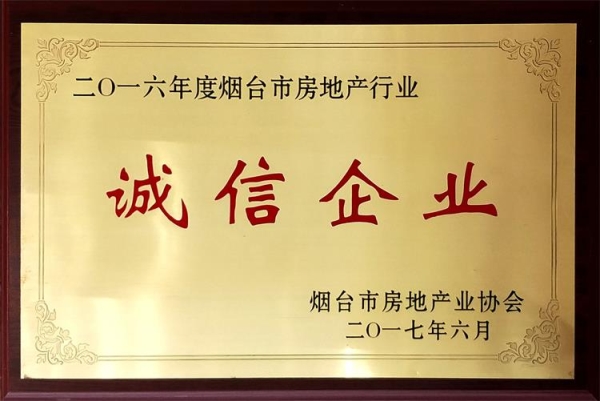 二〇一六年度烟台市房地产行业
诚信企业
烟台市房地产业协会
二〇一七年六月